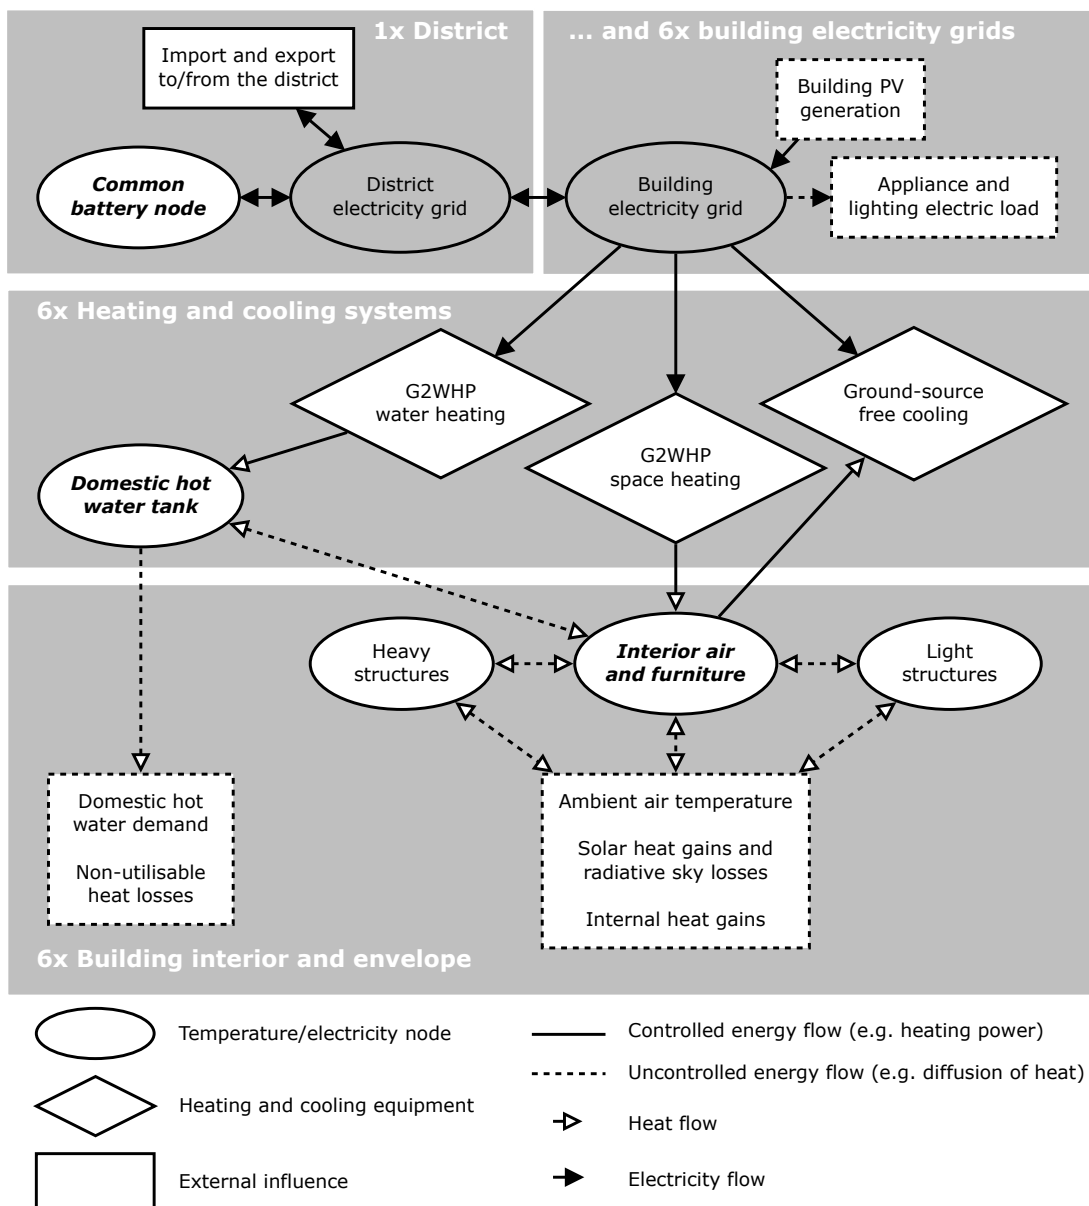 1x District
... and 6x building electricity grids
Import and export
to/from the district
Building PV
generation
Common
battery node
District
electricity grid
Building
electricity grid
Appliance and
lighting electric load
6x Heating and cooling systems
G2WHP
water heating
Ground-source
free cooling
G2WHP
space heating
Domestic hot
water tank
Heavy
structures
Interior air
and furniture
Light
structures
Domestic hot
water demand
Non-utilisable
heat losses
Ambient air temperature
Solar heat gains and
radiative sky losses
Internal heat gains
6x Building interior and envelope
Temperature/electricity node
Controlled energy flow (e.g. heating power)
Uncontrolled energy flow (e.g. diffusion of heat)
Heating and cooling equipment
Heat flow
External influence
Electricity flow